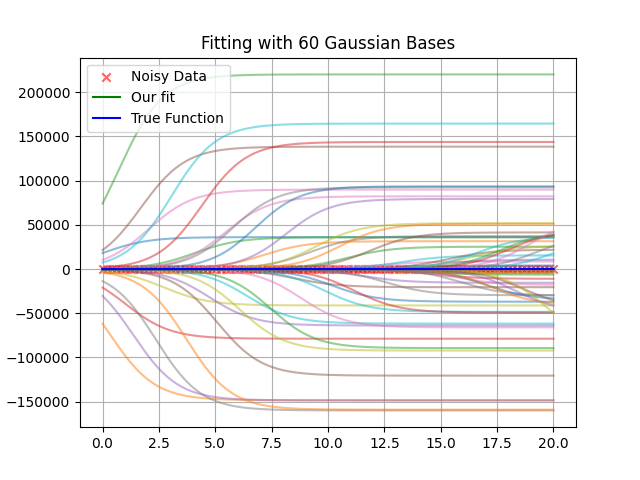 Fitting with 60 Gaussian Bases
Noisy Data
Our fit
True Function
200000
150000
100000
50000
0
−50000
−100000
−150000
0.0 2.5 5.0 7.5 10.0 12.5 15.0 17.5 20.0